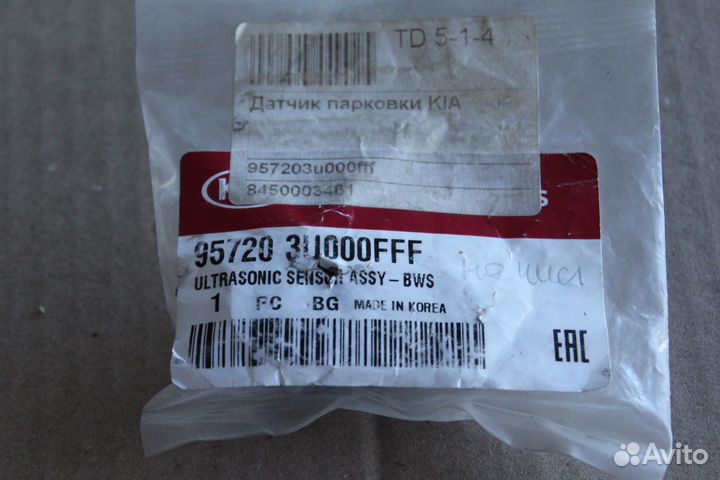 TD 5-1-4
Датчик парковки KIA
957203u000fff
8450003461
95720 3U000FFF
ULTRASONIC SENSOR ASSY-BWS
1 PC BG MADE IN KOREA
EAC
Avito